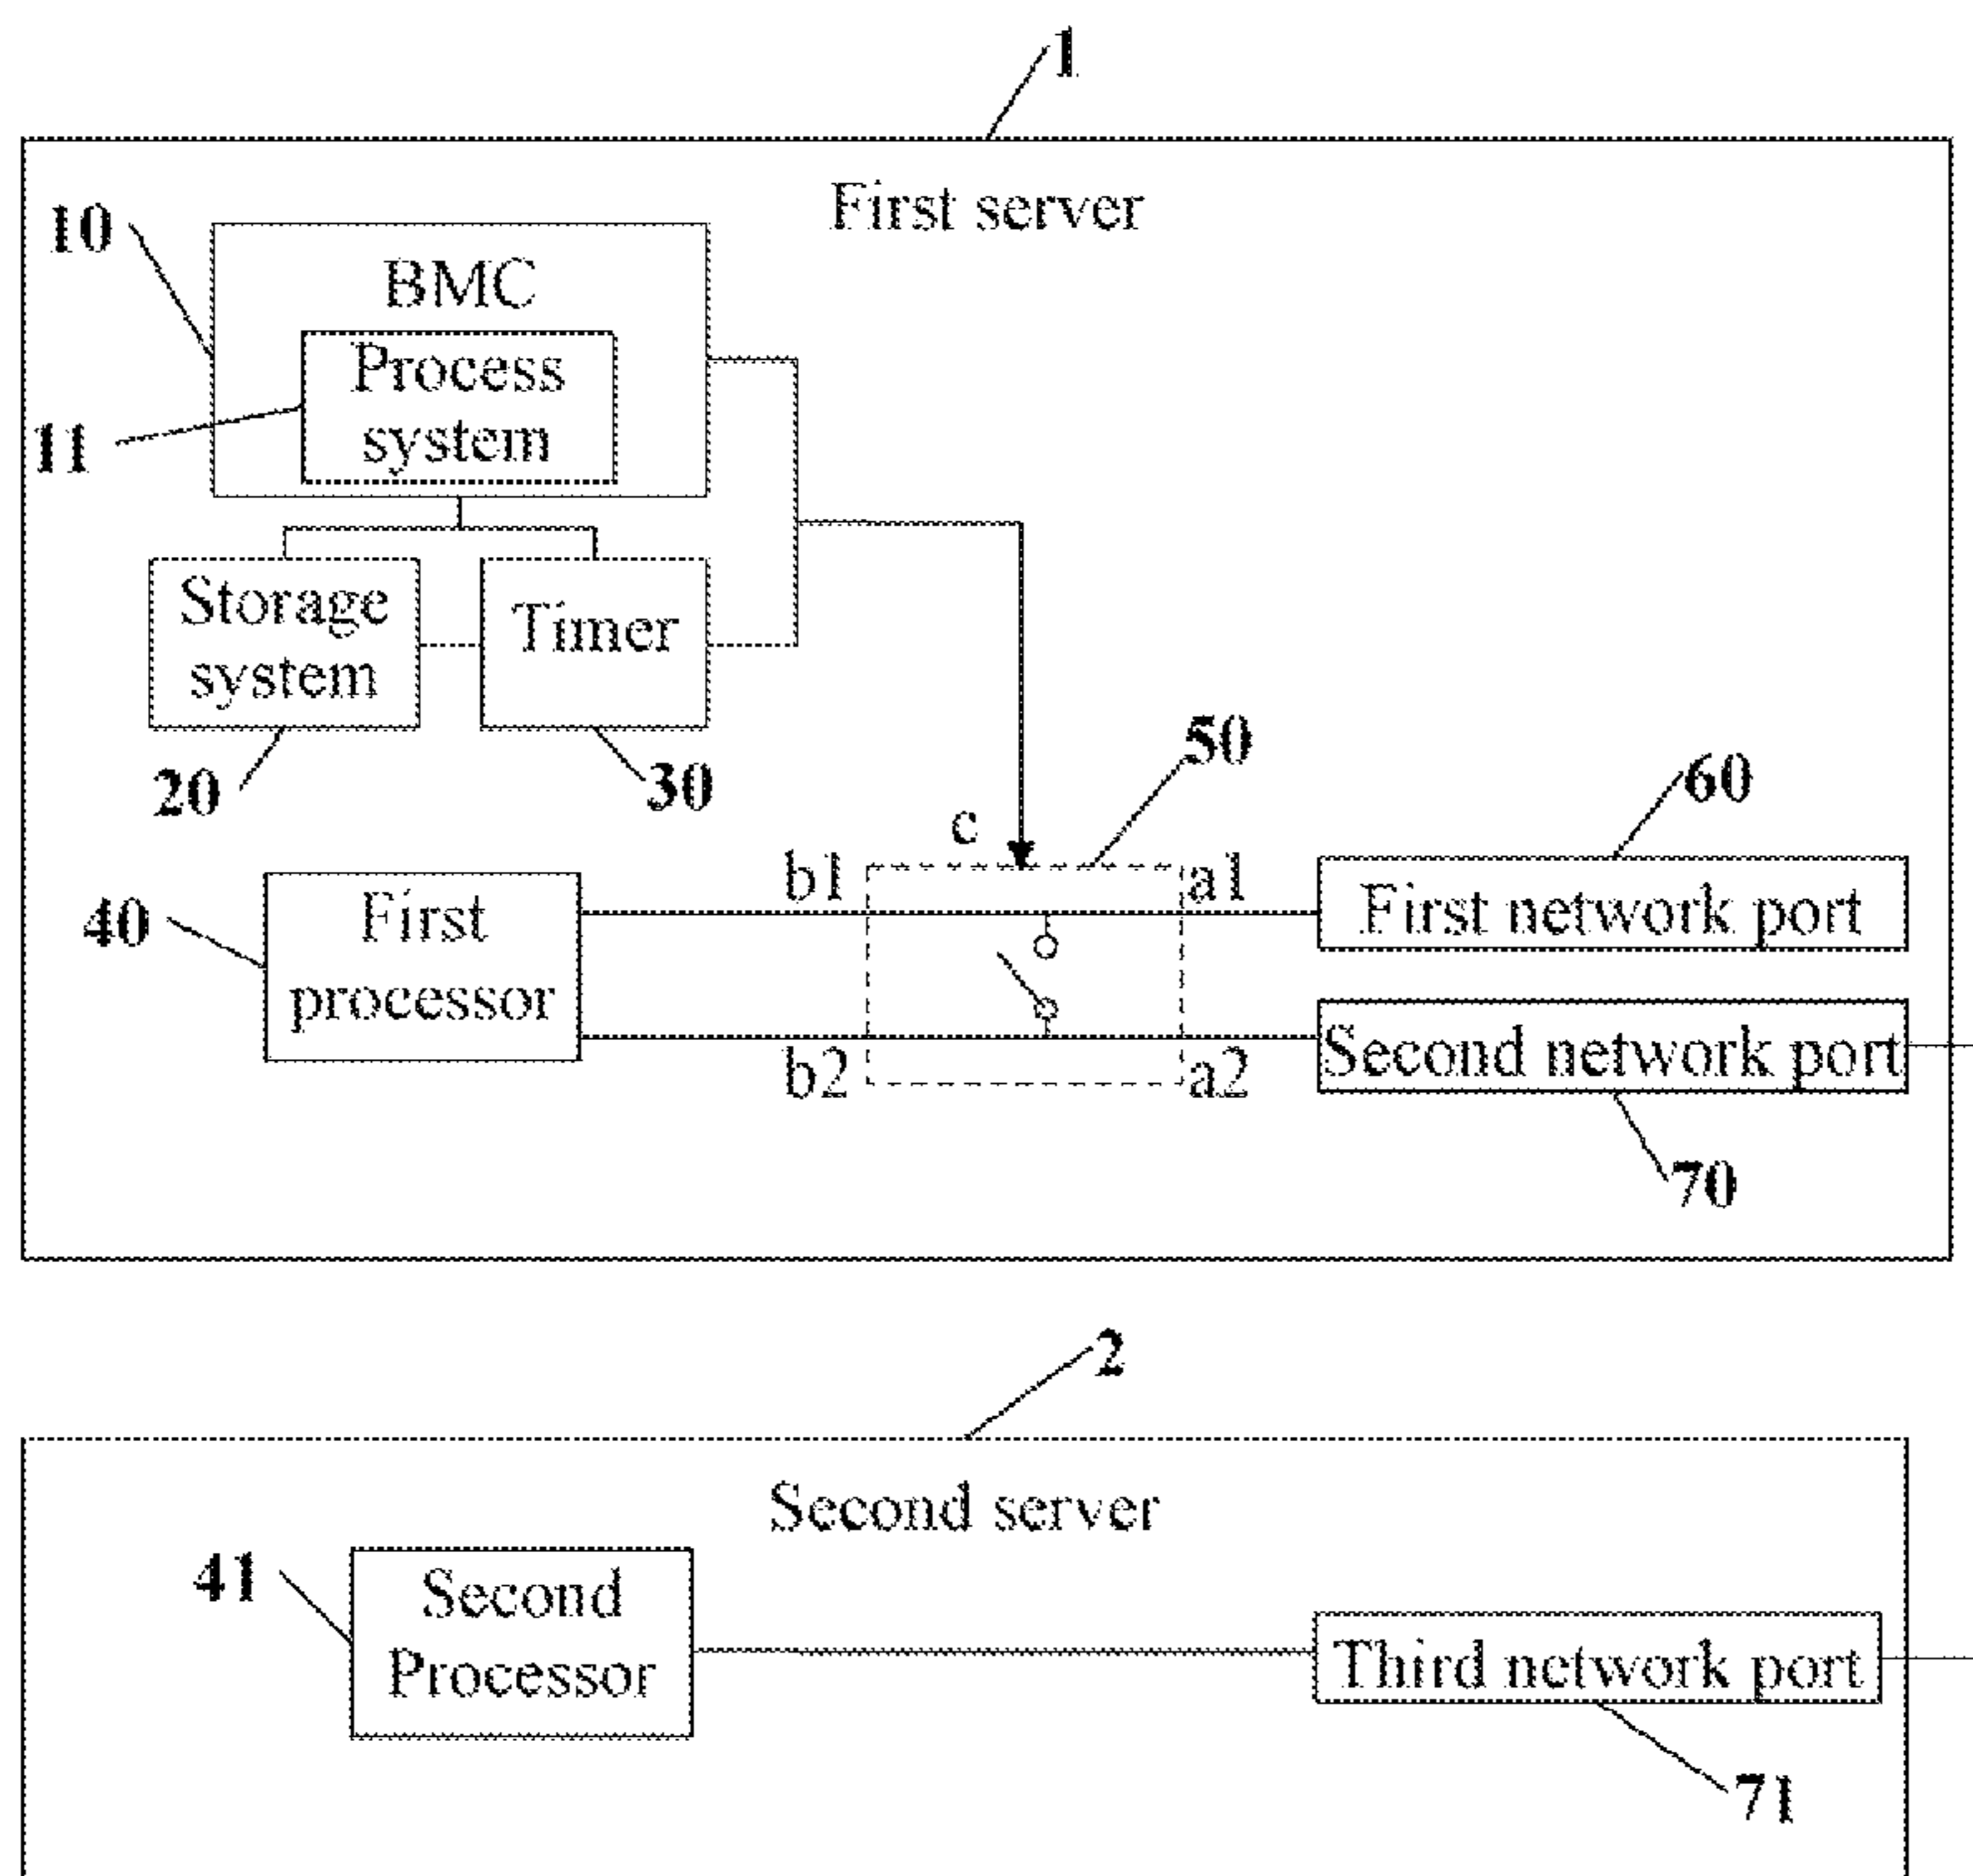 1
First server
10
BMC
Process
system
11
Storage
system
Timer
20
30
50
60
c
b1
a1
40
First
processor
First network port
Second network port
b2
a2
70
2
Second server
41
Second
Processor
Third network port
71